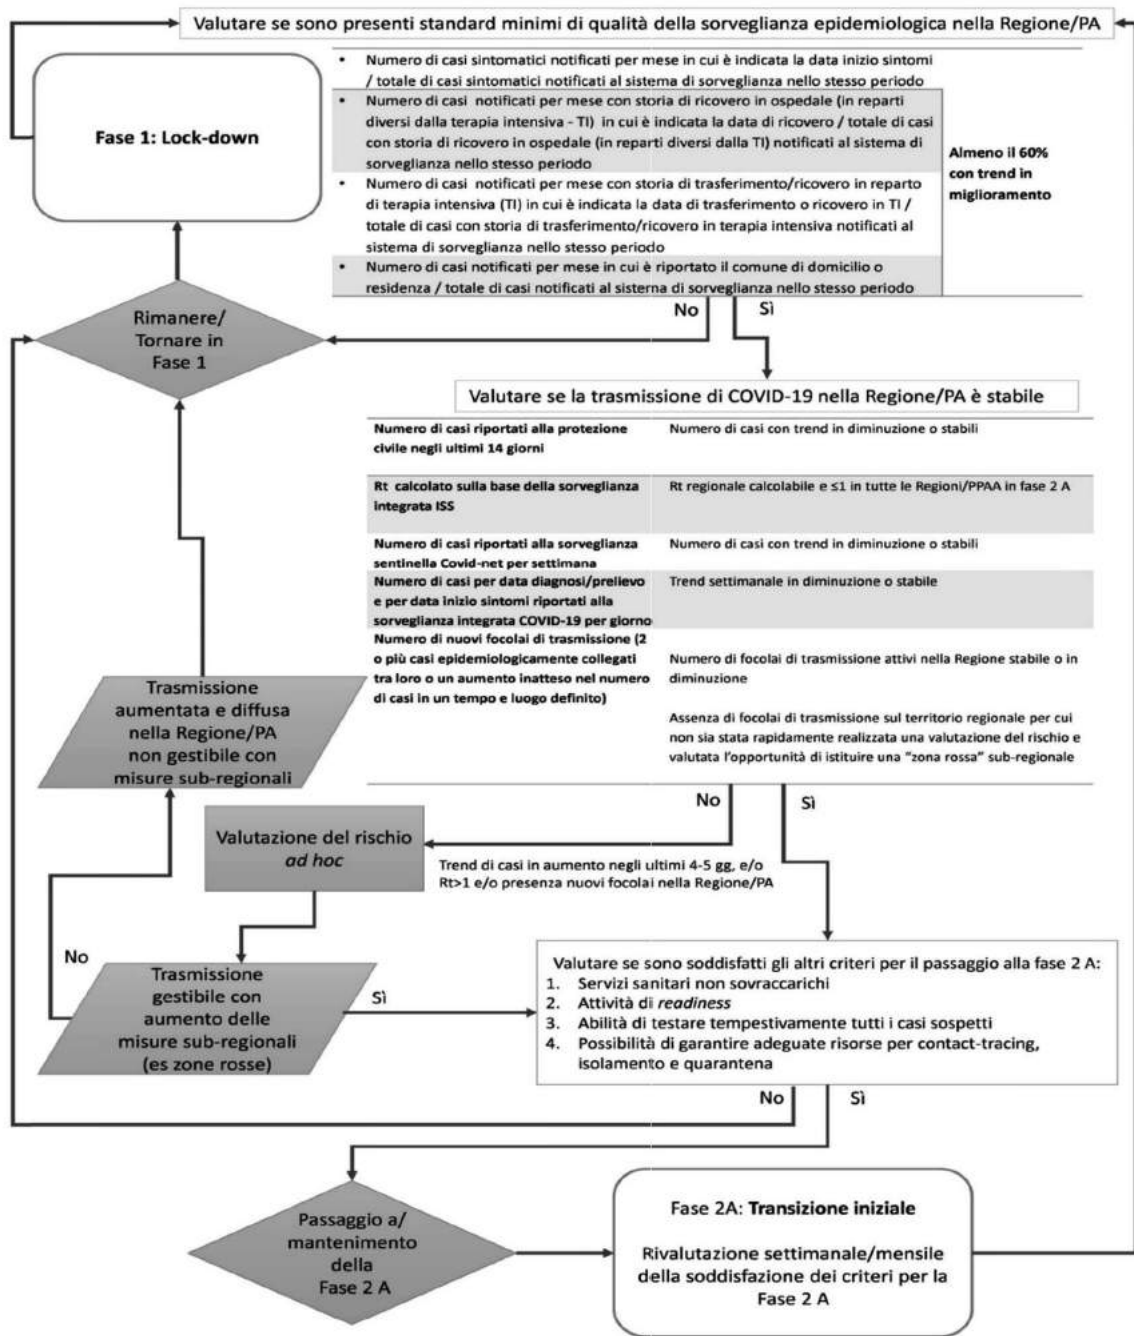 Valutare se sono presenti standard minimi di qualità della sorveglianza epidemiologica nella Regione/PA
Fase 1: Lock-down
• Numero di casi sintomatici notificati per mese in cui è indicata la data inizio sintomi
/ totale di casi sintomatici notificati al sistema di sorveglianza nello stesso periodo
• Numero di casi notificati per mese con storia di ricovero in ospedale (in reparti
diversi dalla terapia intensiva - TI) in cui è indicata la data di ricovero / totale di casi
con storia di ricovero in ospedale (in reparti diversi dalla TI) notificati al sistema di
sorveglianza nello stesso periodo
• Numero di casi notificati per mese con storia di trasferimento/ricovero in reparto
di terapia intensiva (TI) in cui è indicata la data di trasferimento o ricovero in TI /
totale di casi con storia di trasferimento/ricovero in terapia intensiva notificati al
sistema di sorveglianza nello stesso periodo
• Numero di casi notificati per mese in cui è riportato il comune di domicilio o
residenza / totale di casi notificati al sistema di sorveglianza nello stesso periodo
Almeno il 60%
con trend in
miglioramento
No
Sì
Rimanere/
Tornare in
Fase 1
Valutare se la trasmissione di COVID-19 nella Regione/PA è stabile
Numero di casi riportati alla protezione
civile negli ultimi 14 giorni
Numero di casi con trend in diminuzione o stabili
Rt calcolato sulla base della sorveglianza
integrata ISS
Rt regionale calcolabile e ≤1 in tutte le Regioni/PPAA in fase 2 A
Numero di casi riportati alla sorveglianza
sentinella Covid-net per settimana
Numero di casi con trend in diminuzione o stabili
Numero di casi per data diagnosi/prelievo
e per data inizio sintomi riportati alla
sorveglianza integrata COVID-19 per giorno
Trend settimanale in diminuzione o stabile
Numero di nuovi focolai di trasmissione (2
o più casi epidemiologicamente collegati
tra loro o un aumento inatteso nel numero
di casi in un tempo e luogo definito)
Numero di focolai di trasmissione attivi nella Regione stabile o in
diminuzione
Assenza di focolai di trasmissione sul territorio regionale per cui
non sia stata rapidamente realizzata una valutazione del rischio e
valutata l'opportunità di istituire una "zona rossa" sub-regionale
No
Sì
Trasmissione
aumentata e diffusa
nella Regione/PA
non gestibile con
misure sub-regionali
Valutazione del rischio
ad hoc
Trend di casi in aumento negli ultimi 4-5 gg, e/o
Rt>1 e/o presenza nuovi focolai nella Regione/PA
No
Trasmissione
gestibile con
aumento delle
misure sub-regionali
(es zone rosse)
Sì
Valutare se sono soddisfatti gli altri criteri per il passaggio alla fase 2 A:
1. Servizi sanitari non sovraccarichi
2. Attività di readiness
3. Abilità di testare tempestivamente tutti i casi sospetti
4. Possibilità di garantire adeguate risorse per contact-tracing,
isolamento e quarantena
No
Sì
Passaggio a/
mantenimento
della
Fase 2 A
Fase 2A: Transizione iniziale
Rivalutazione settimanale/mensile
della soddisfazione dei criteri per la
Fase 2 A